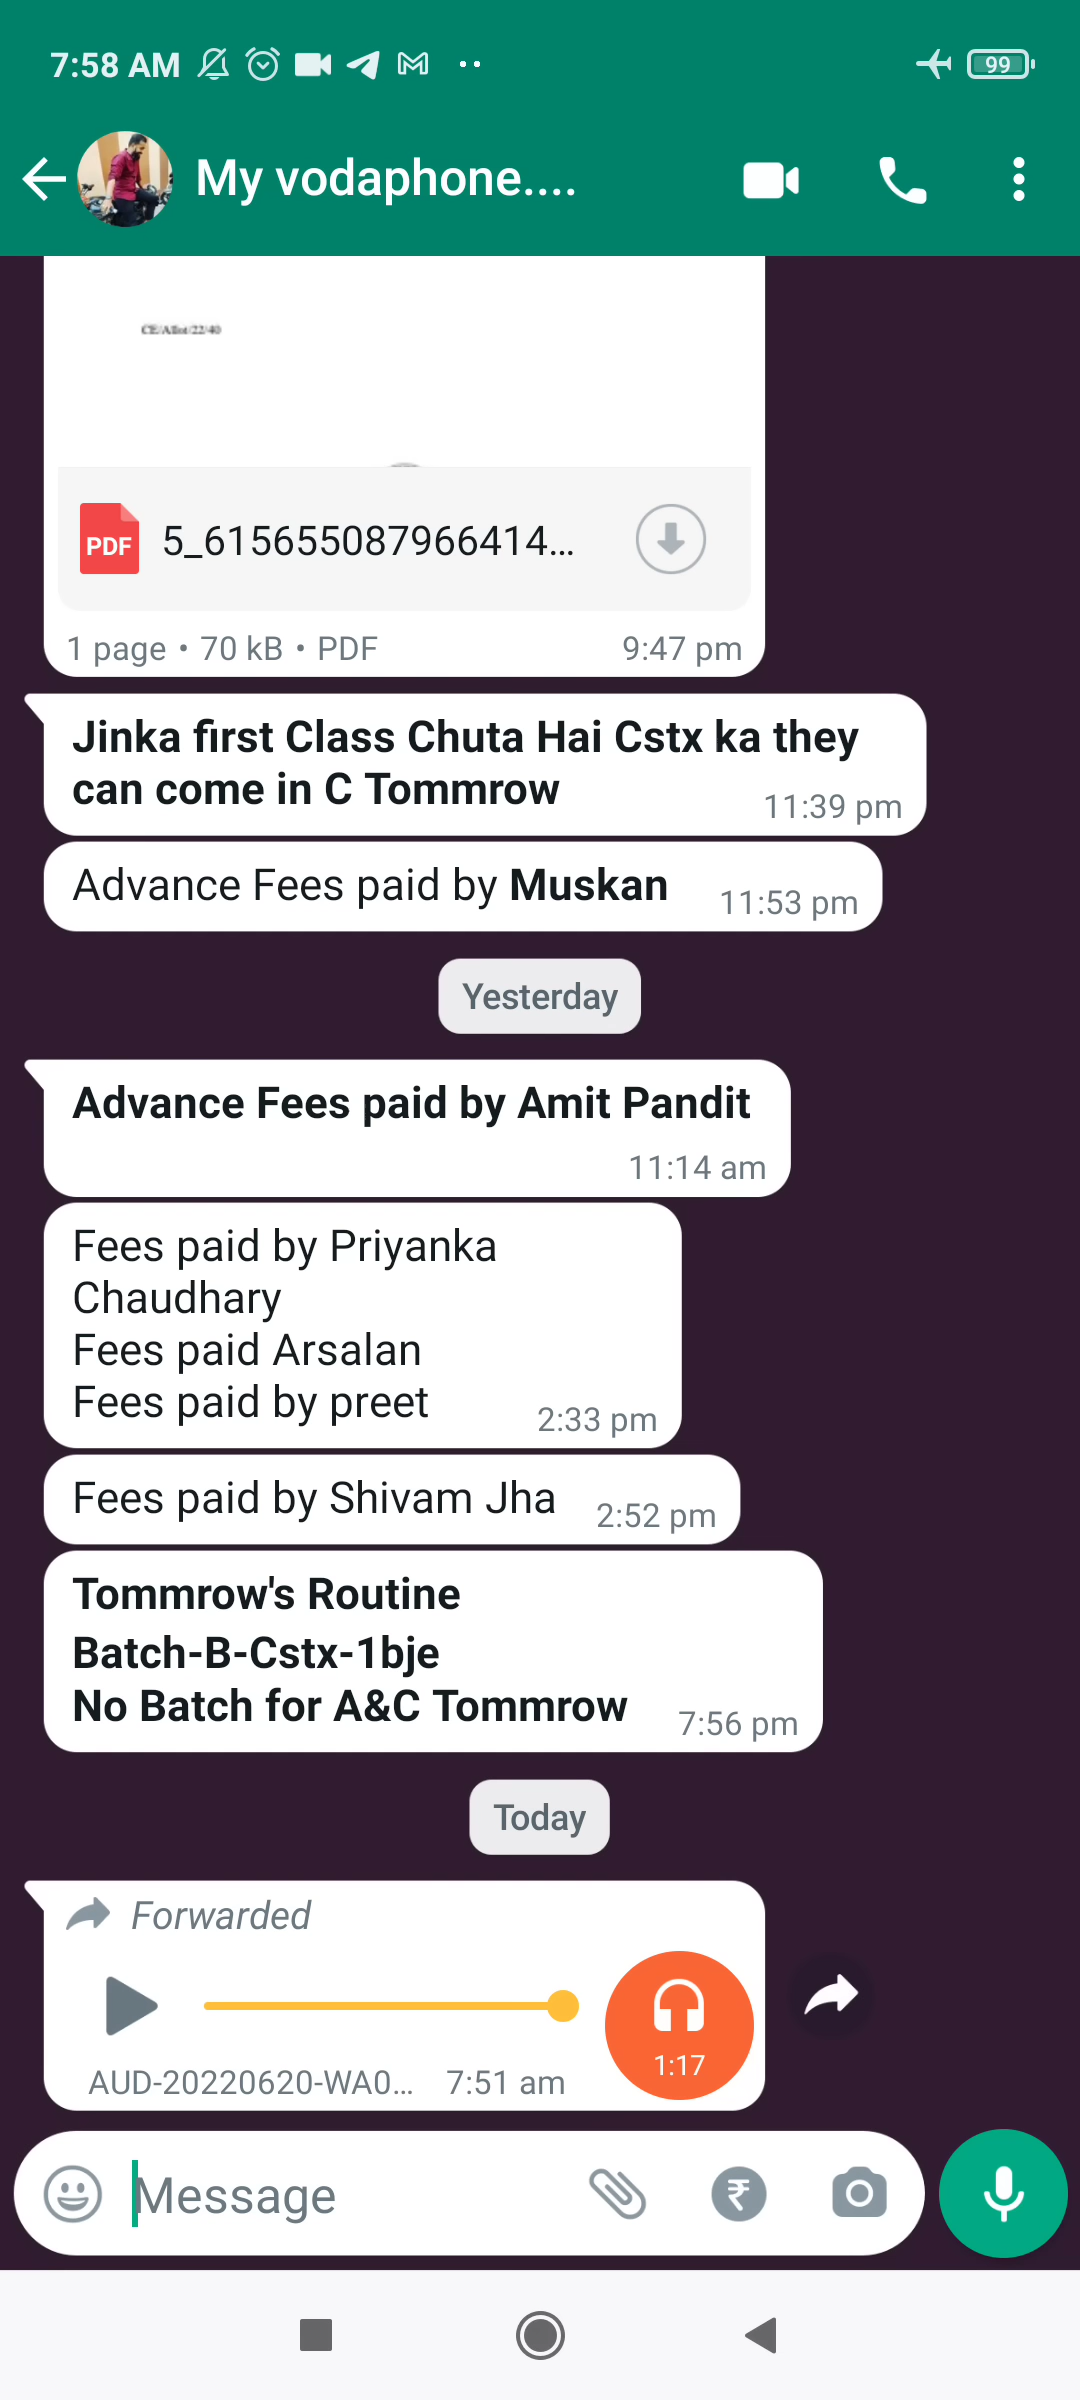 7:58 AM
99
My vodaphone....
CE/Allot/22/40
PDF
5_615655087966414...
1 page • 70 kB • PDF
9:47 pm
Jinka first Class Chuta Hai Cstx ka they
can come in C Tommrow
11:39 pm
Advance Fees paid by Muskan
11:53 pm
Yesterday
Advance Fees paid by Amit Pandit
11:14 am
Fees paid by Priyanka
Chaudhary
Fees paid Arsalan
Fees paid by preet
2:33 pm
Fees paid by Shivam Jha
2:52 pm
Tommrow's Routine
Batch-B-Cstx-1bje
No Batch for A&C Tommrow
7:56 pm
Today
Forwarded
1:17
AUD-20220620-WA0...
7:51 am
Message